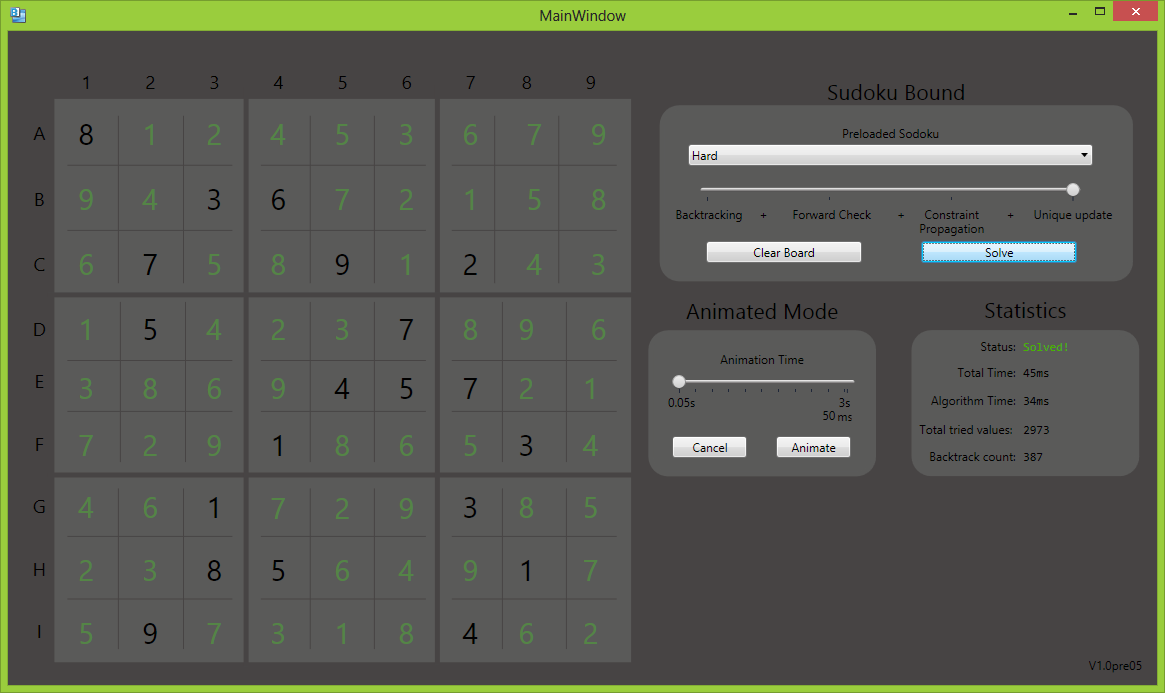 MainWindow
1 2 3 4 5 6 7 8 9
A 8 1 2 4 5 3 6 7 9
B 9 4 3 6 7 2 1 5 8
C 6 7 5 8 9 1 2 4 3
D 1 5 4 2 3 7 8 9 6
E 3 8 6 9 4 5 7 2 1
F 7 2 9 1 8 6 5 3 4
G 4 6 1 7 2 9 3 8 5
H 2 3 8 5 6 4 9 1 7
I 5 9 7 3 1 8 4 6 2
Sudoku Bound
Preloaded Sodoku
Hard
Backtracking + Forward Check + Constraint Propagation + Unique update
Clear Board Solve
Animated Mode
Animation Time
0.05s 3s
50 ms
Cancel Animate
Statistics
Status: Solved!
Total Time: 45ms
Algorithm Time: 34ms
Total tried values: 2973
Backtrack count: 387
V1.0pre05